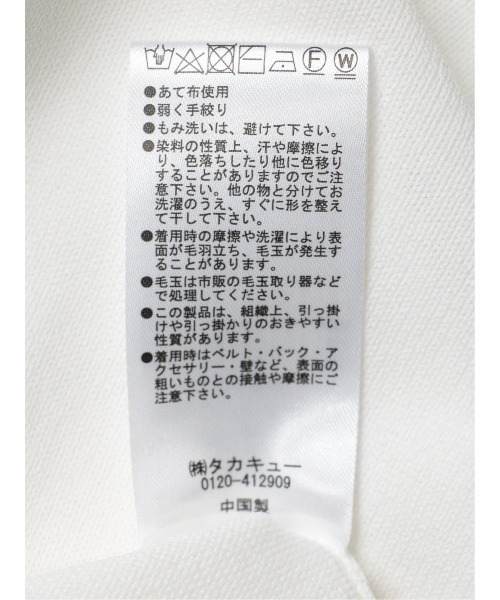 F W
●あて布使用
●弱く手絞り
●もみ洗いは、避けて下さい。
●染料の性質上、汗や摩擦によ
り、色落ちしたり他に色移り
することがありますのでご注
意下さい。他の物と分けてお
洗濯のうえ、すぐに形を整え
て干して下さい。
●着用時の摩擦や洗濯により表
面が毛羽立ち、毛玉が発生す
ることがあります。
●毛玉は市販の毛玉取り器など
で処理してください。
●この製品は、組織上、引っ掛
けや引っ掛かりのおきやすい
性質があります。
●着用時はベルト・バック・ア
クセサリー・壁など、表面の
粗いものとの接触や摩擦にご
注意下さい。
㈱タカキュー
0120-412909
中国製